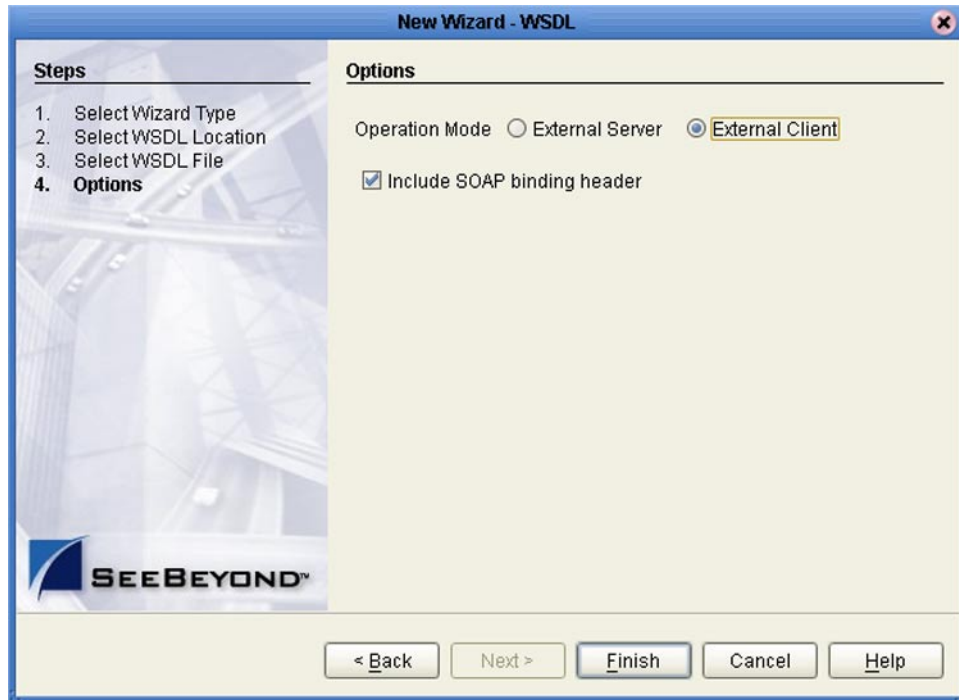 New Wizard - WSDL
Steps
1. Select Wizard Type
2. Select WSDL Location
3. Select WSDL File
4. Options
SEEBEYOND™
Options
Operation Mode External Server External Client
Include SOAP binding header
< Back Next > Finish Cancel Help